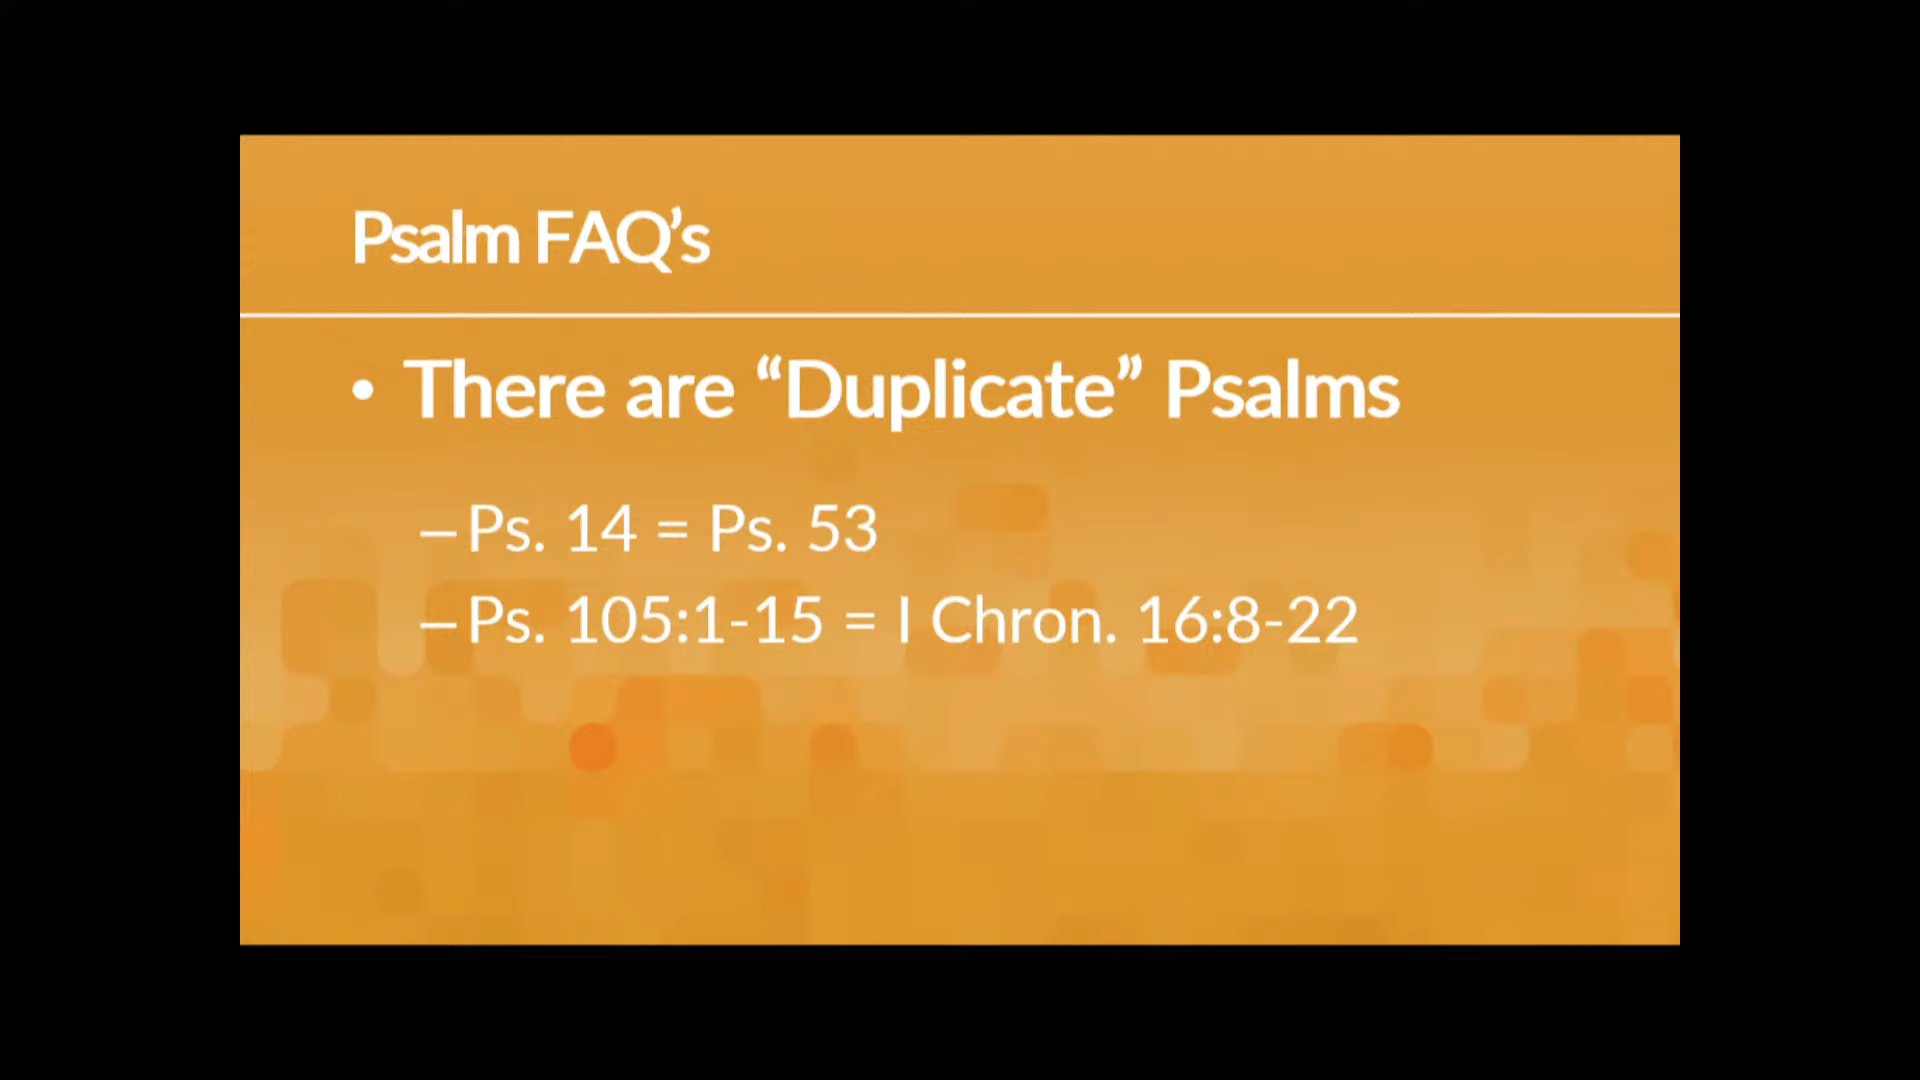 Psalm FAQ’s
• There are “Duplicate” Psalms
– Ps. 14 = Ps. 53
– Ps. 105:1-15 = I Chron. 16:8-22